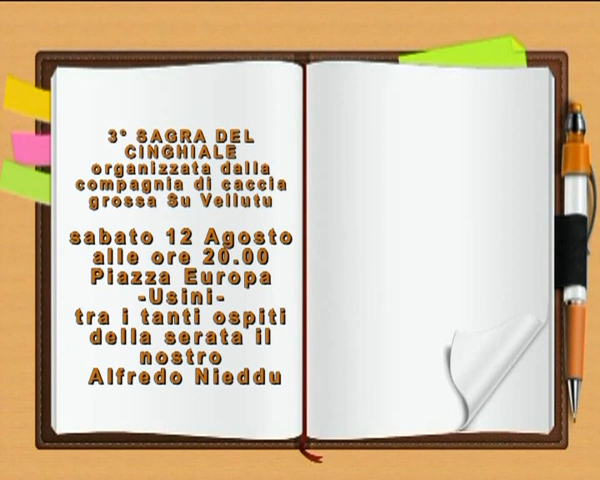 3° SAGRA DEL
CINGHIALE
organizzata dalla
compagnia di caccia
grossa Su Vellutu
sabato 12 Agosto
alle ore 20.00
Piazza Europa
-Usini-
tra i tanti ospiti
della serata il
nostro
Alfredo Nieddu